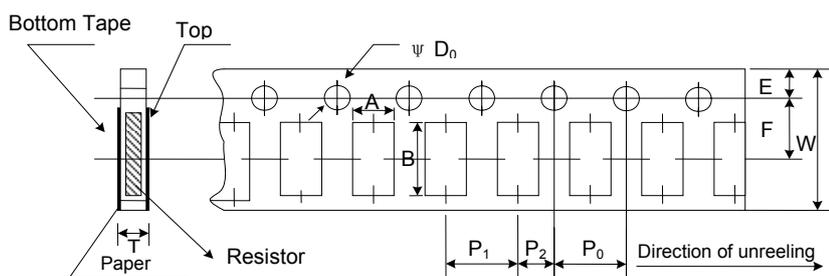 Bottom Tape
Top
ψ D₀
A
B
E
F
W
T
Paper
Resistor
P₁
P₂
P₀
Direction of unreeling